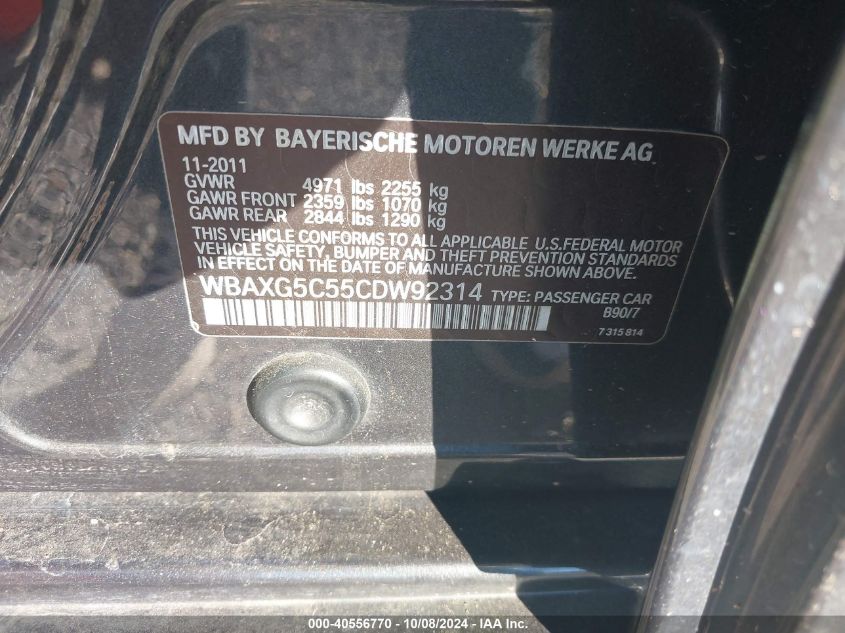 MFD BY BAYERISCHE MOTOREN WERKE AG
11-2011
GVWR 4971 lbs 2255 kg
GAWR FRONT 2359 lbs 1070 kg
GAWR REAR 2844 lbs 1290 kg
THIS VEHICLE CONFORMS TO ALL APPLICABLE U.S.FEDERAL MOTOR
VEHICLE SAFETY, BUMPER AND THEFT PREVENTION STANDARDS
IN EFFECT ON THE DATE OF MANUFACTURE SHOWN ABOVE.
WBAXG5C55CDW92314 TYPE: PASSENGER CAR
B90/7
7315814
000-40556770 - 10/08/2024 - IAA Inc.